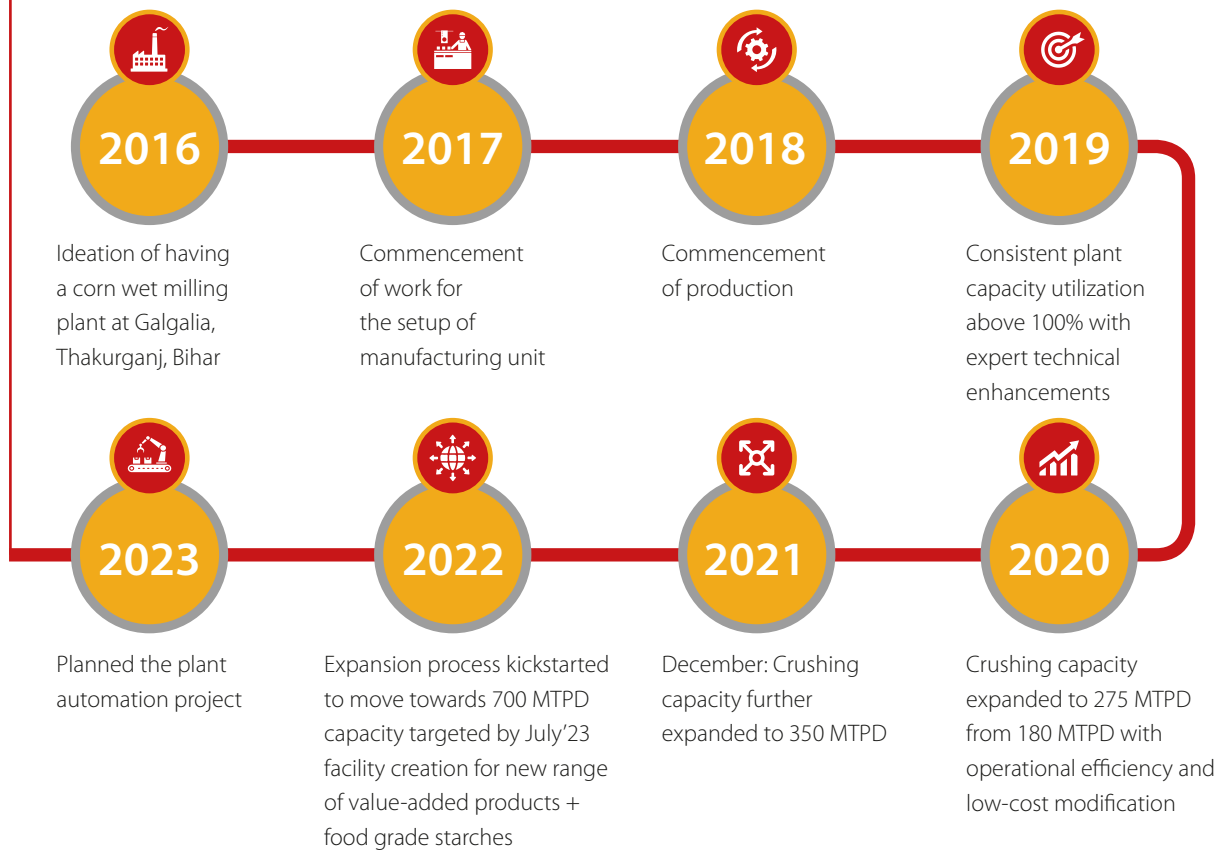 2016
Ideation of having
a corn wet milling
plant at Galgalia,
Thakurganj, Bihar
2017
Commencement
of work for
the setup of
manufacturing unit
2018
Commencement
of production
2019
Consistent plant
capacity utilization
above 100% with
expert technical
enhancements
2020
Crushing capacity
expanded to 275 MTPD
from 180 MTPD with
operational efficiency and
low-cost modification
2021
December: Crushing
capacity further
expanded to 350 MTPD
2022
Expansion process kickstarted
to move towards 700 MTPD
capacity targeted by July'23
facility creation for new range
of value-added products +
food grade starches
2023
Planned the plant
automation project